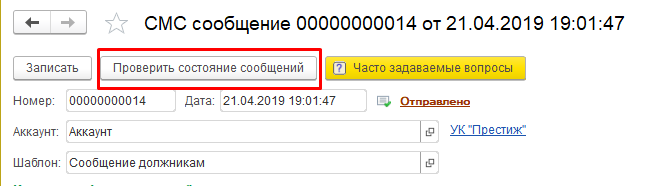 СМС сообщение 00000000014 от 21.04.2019 19:01:47
Записать Проверить состояние сообщений ? Часто задаваемые вопросы
Номер: 00000000014 Дата: 21.04.2019 19:01:47 Отправлено
Аккаунт: Аккаунт УК "Престиж"
Шаблон: Сообщение должникам